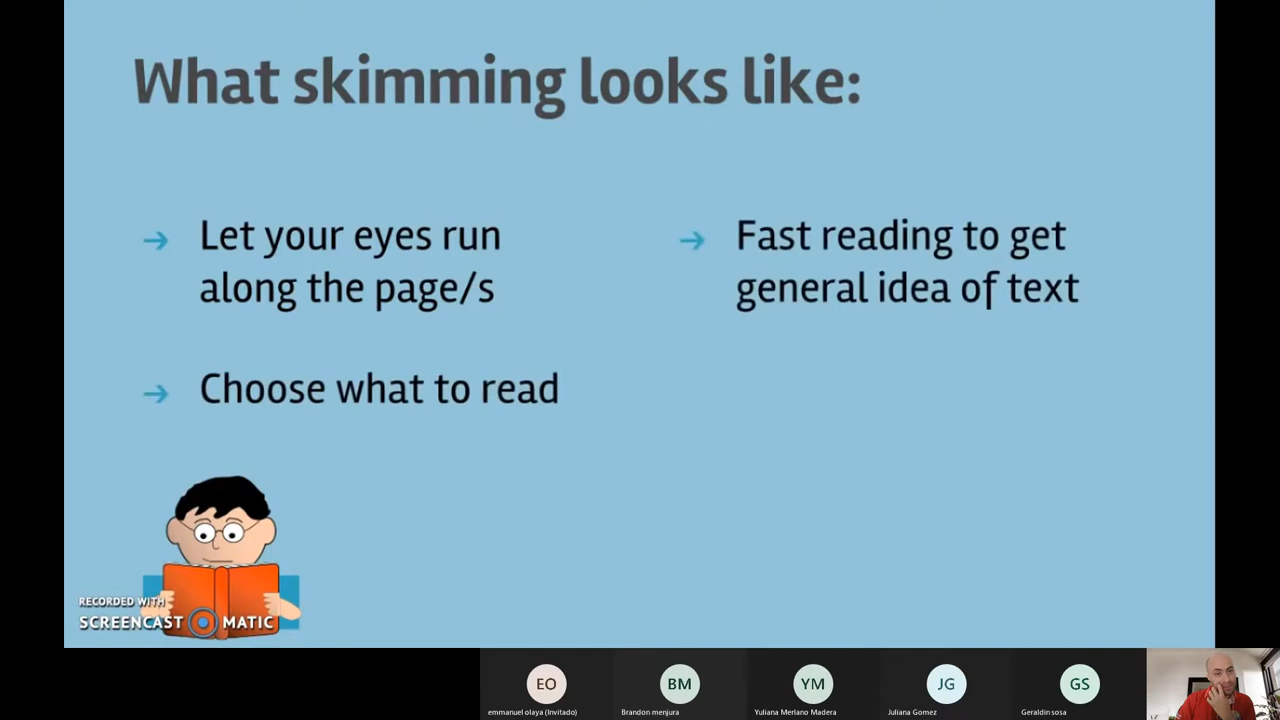 What skimming looks like:
→ Let your eyes run
along the page/s
→ Choose what to read
→ Fast reading to get
general idea of text
RECORDED WITH
SCREENCAST MATIC
EO
BM
YM
JG
GS
emmanuel olaya (Invitado)
Brandon menjura
Yuliana Merlano Madera
Juliana Gomez
Geraldin sosa